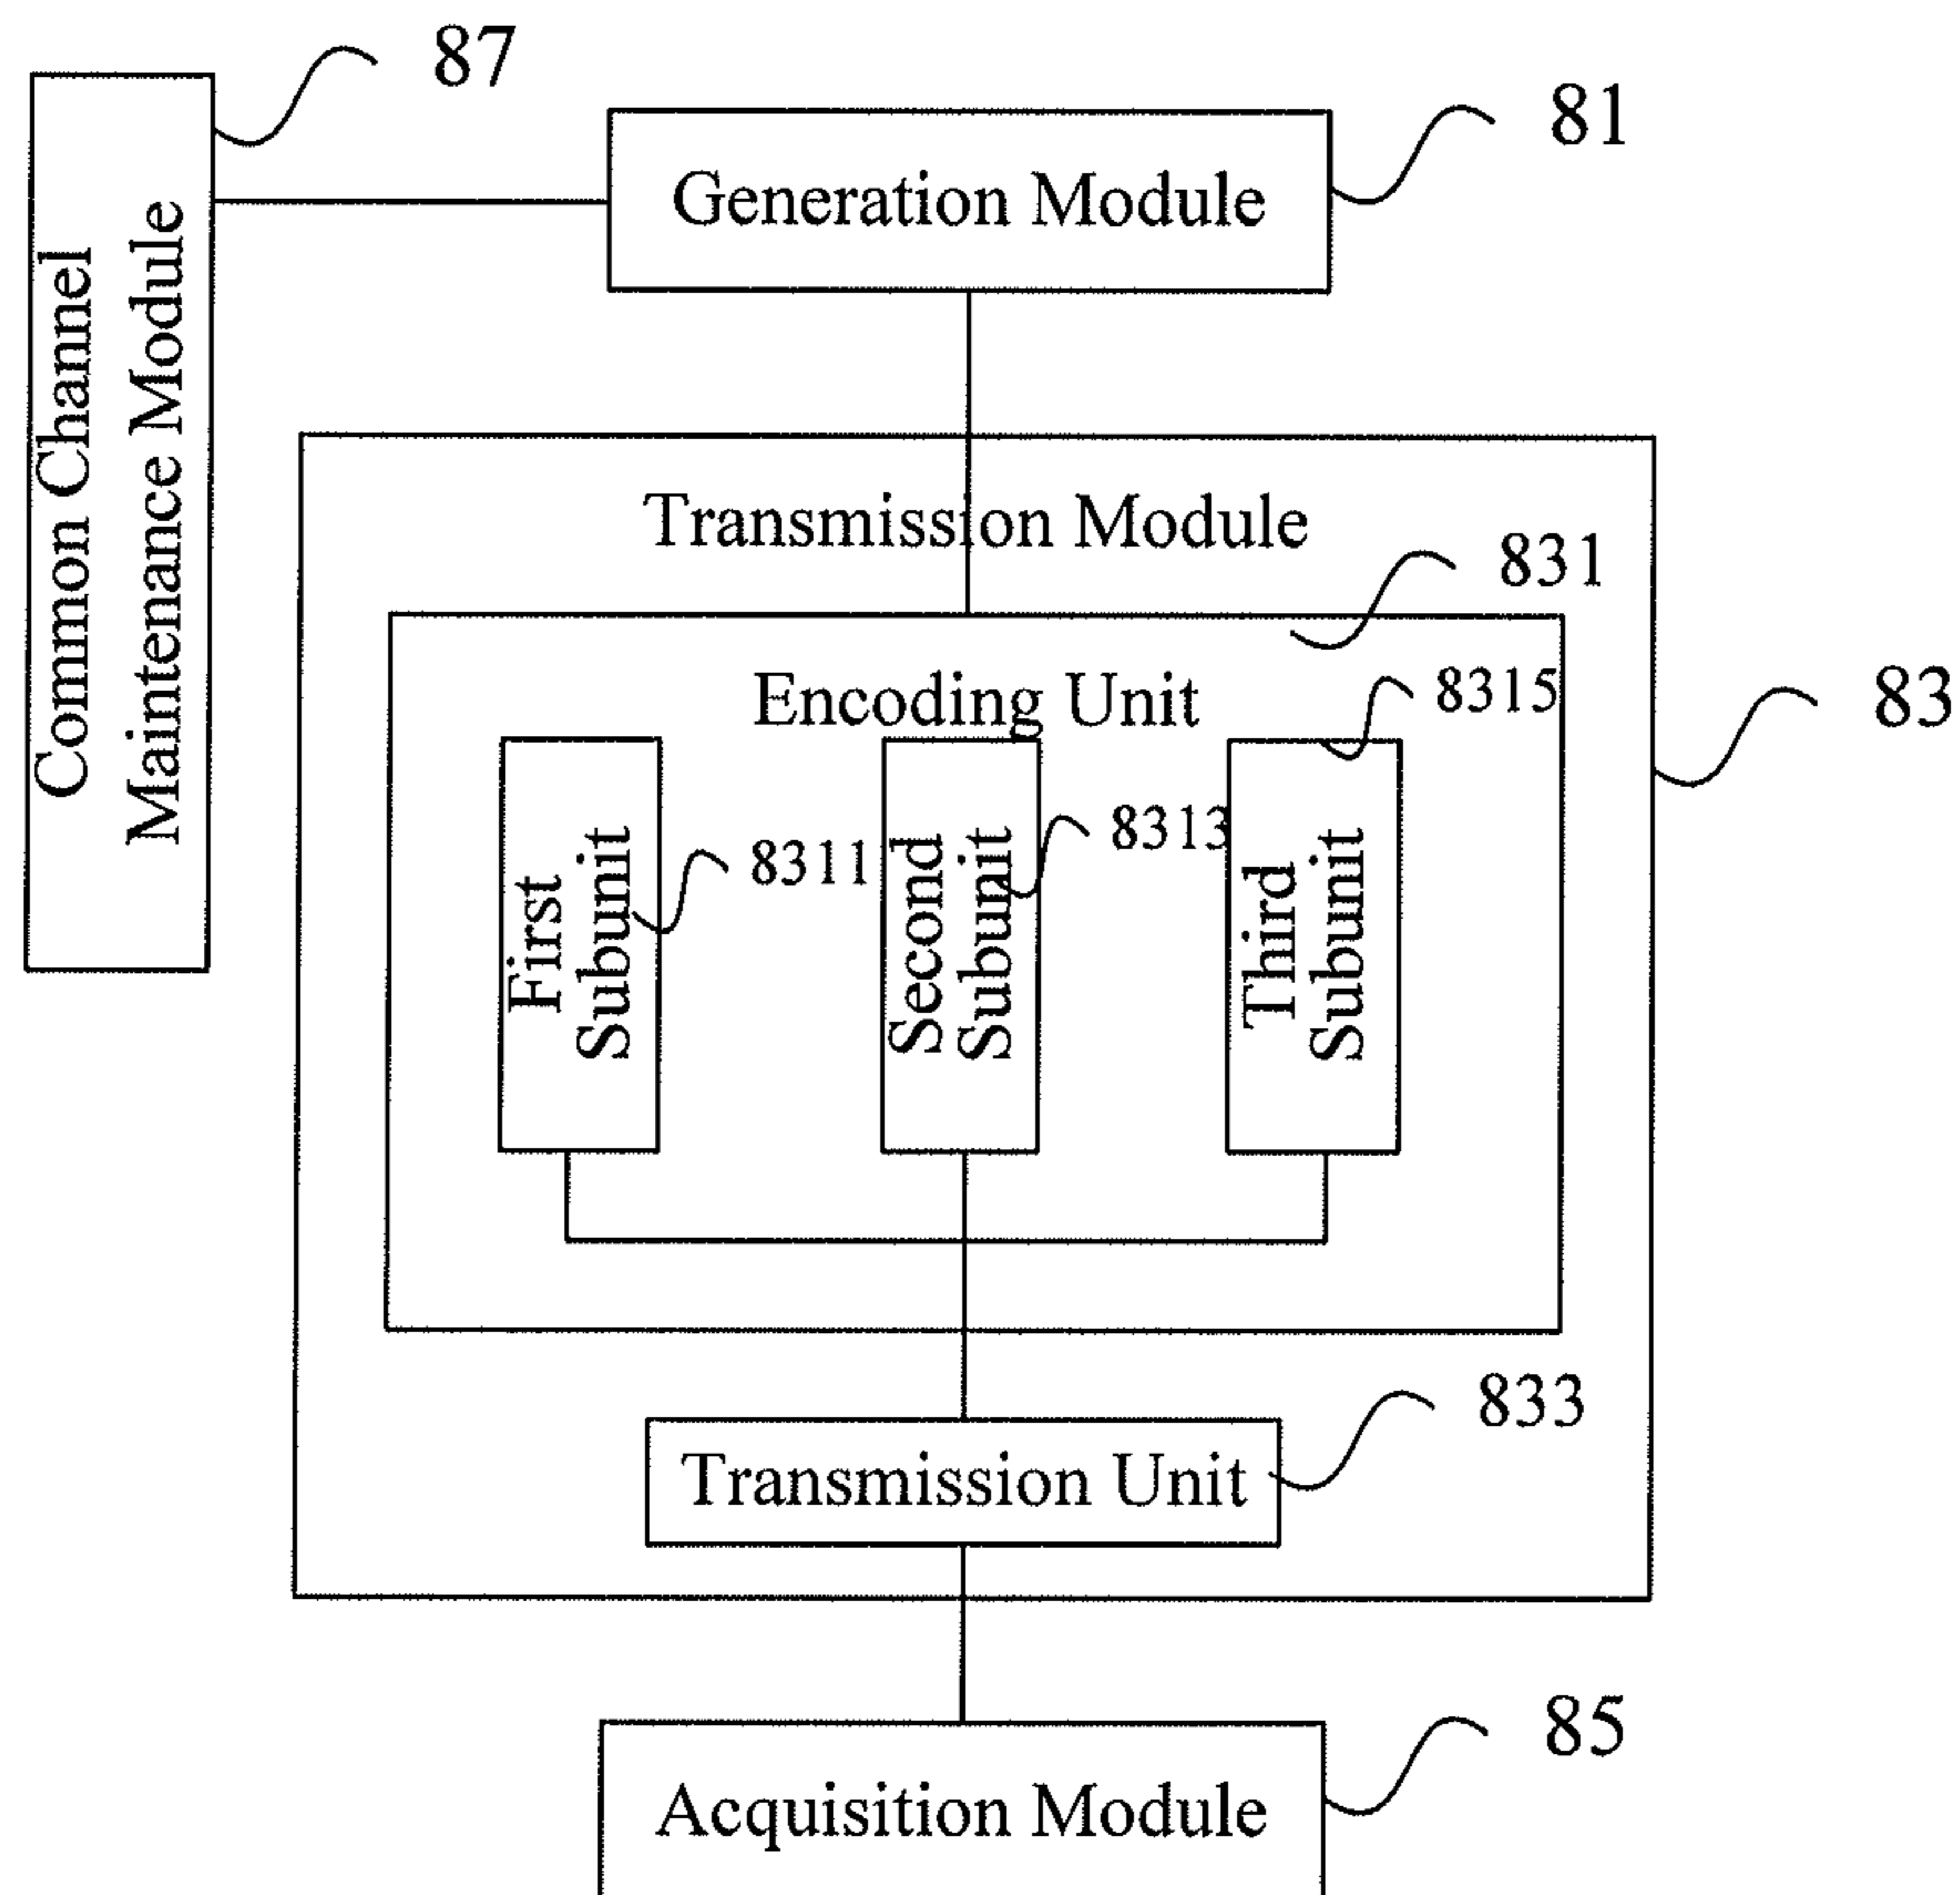 87
81
Generation Module
Common Channel
Maintenance Module
Transmission Module
831
Encoding Unit
8315
83
First
Subunit
8311
Second
Subunit
8313
Third
Subunit
833
Transmission Unit
85
Acquisition Module